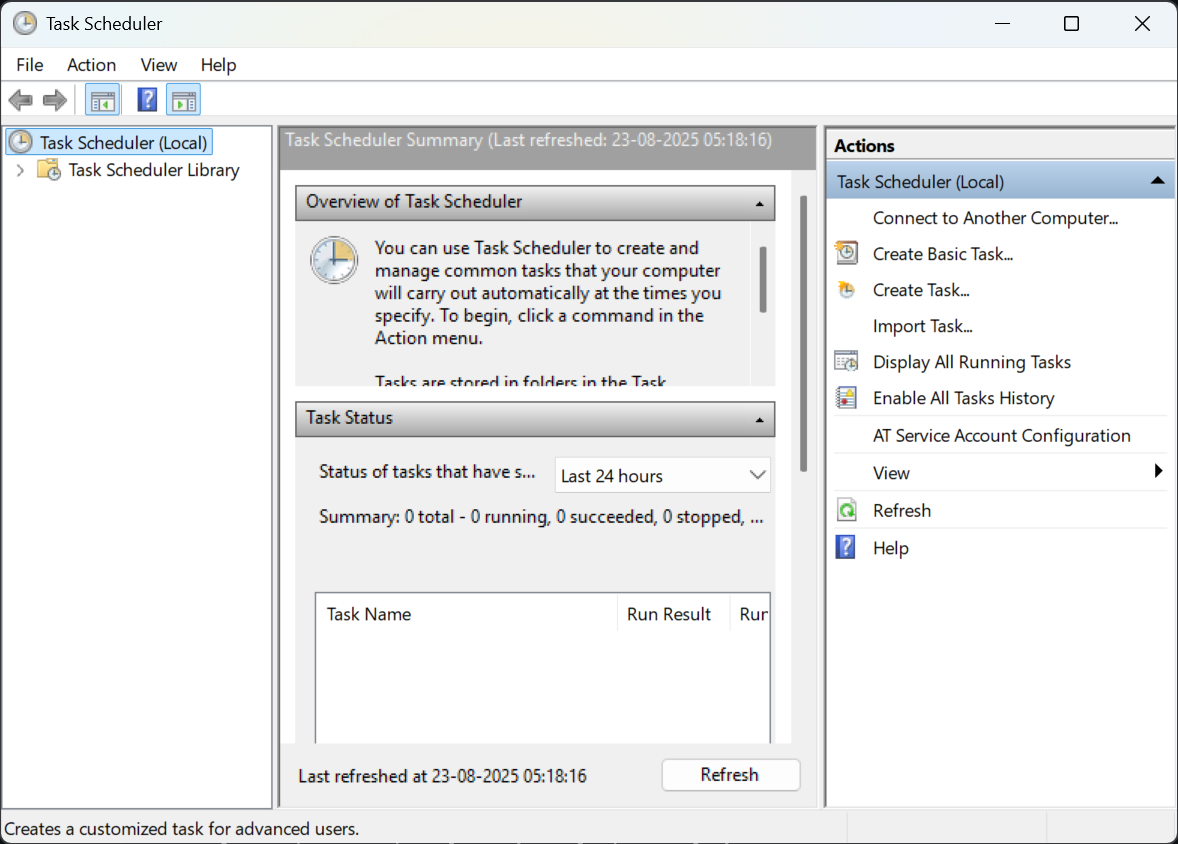 Task Scheduler
File Action View Help
Task Scheduler (Local)
Task Scheduler Library
Task Scheduler Summary (Last refreshed: 23-08-2025 05:18:16)
Overview of Task Scheduler
You can use Task Scheduler to create and
manage common tasks that your computer
will carry out automatically at the times you
specify. To begin, click a command in the
Action menu.
Tasks are stored in folders in the Task
Task Status
Status of tasks that have s...
Last 24 hours
Summary: 0 total - 0 running, 0 succeeded, 0 stopped, ...
Task Name Run Result Run
Last refreshed at 23-08-2025 05:18:16
Refresh
Actions
Task Scheduler (Local)
Connect to Another Computer...
Create Basic Task...
Create Task...
Import Task...
Display All Running Tasks
Enable All Tasks History
AT Service Account Configuration
View
Refresh
Help
Creates a customized task for advanced users.